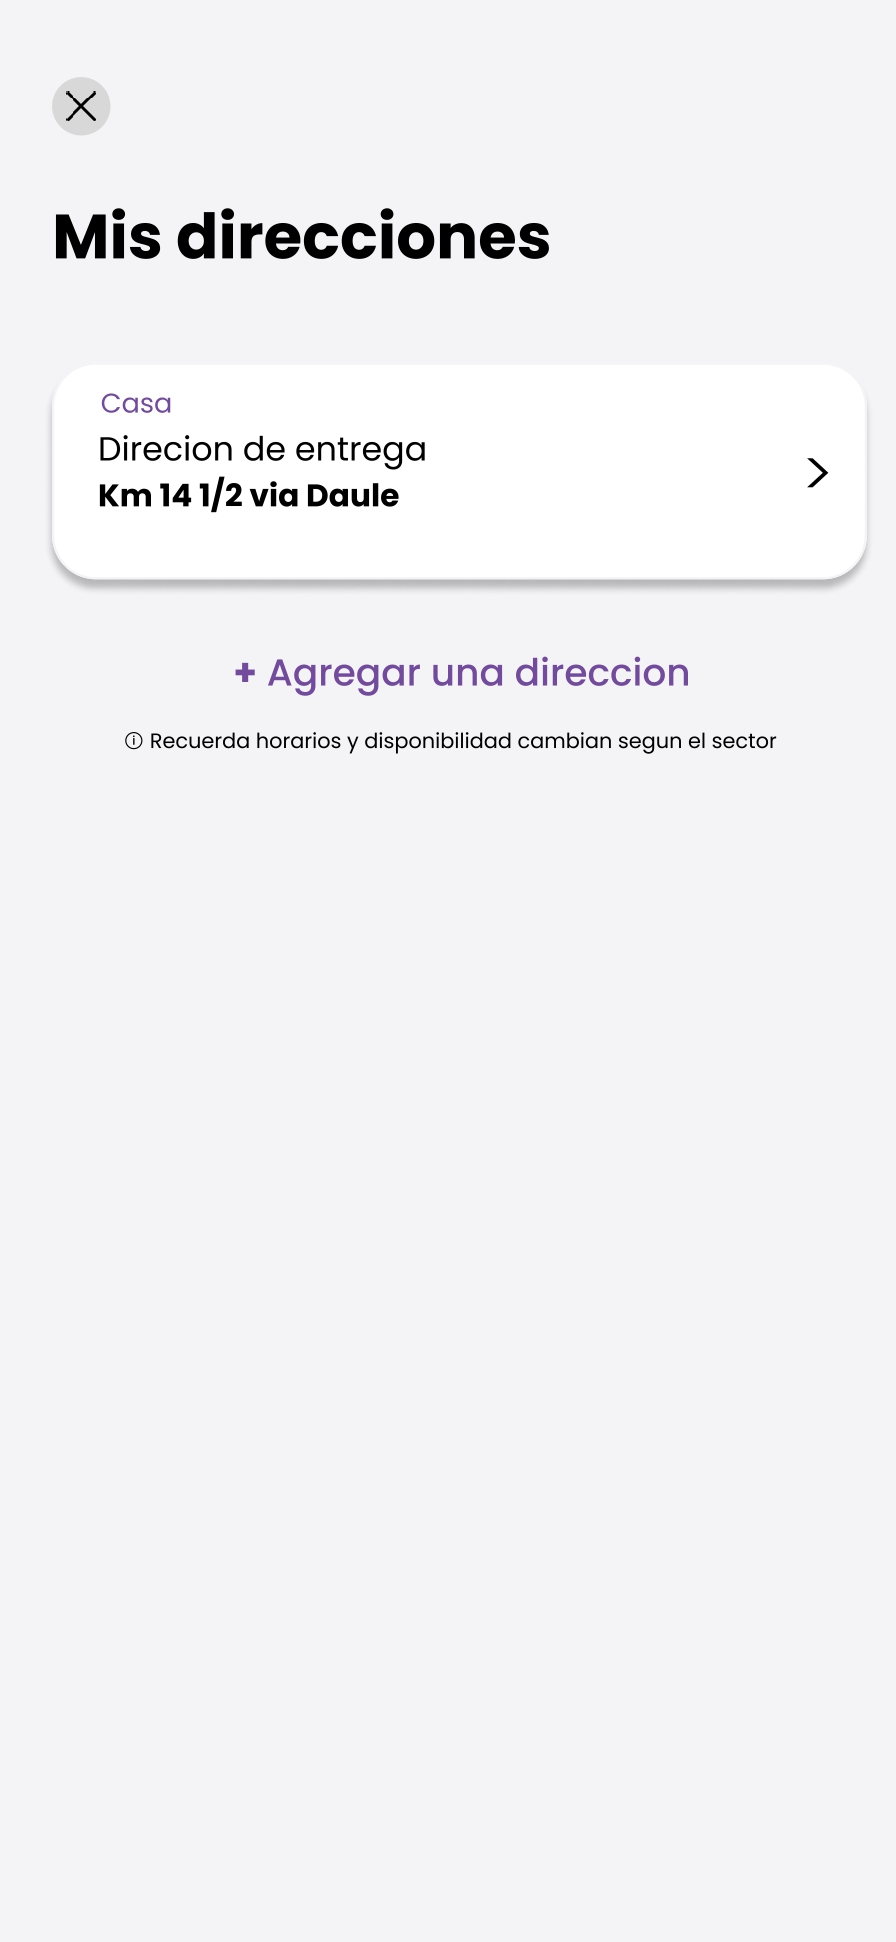 Mis direcciones
Casa
Direcion de entrega
Km 14 1/2 via Daule
+ Agregar una direccion
ⓘ Recuerda horarios y disponibilidad cambian segun el sector